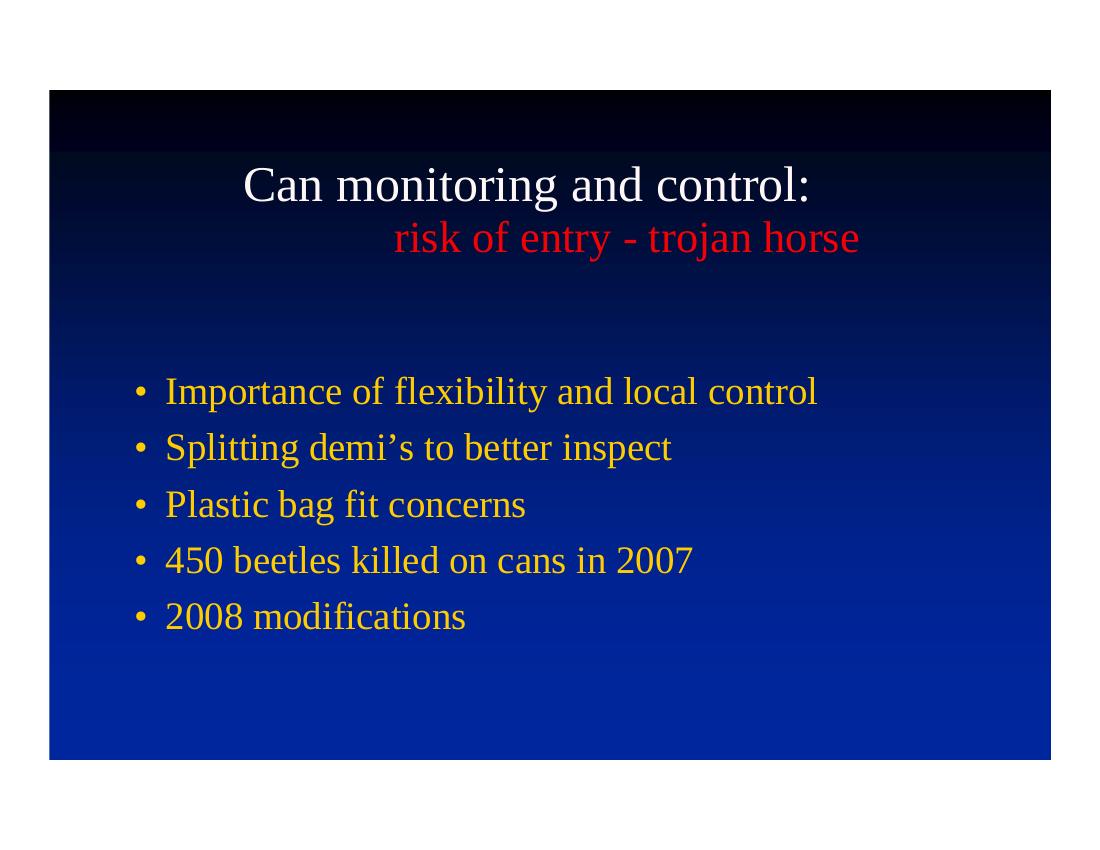 Can monitoring and control:
risk of entry - trojan horse
• Importance of flexibility and local control
• Splitting demi’s to better inspect
• Plastic bag fit concerns
• 450 beetles killed on cans in 2007
• 2008 modifications